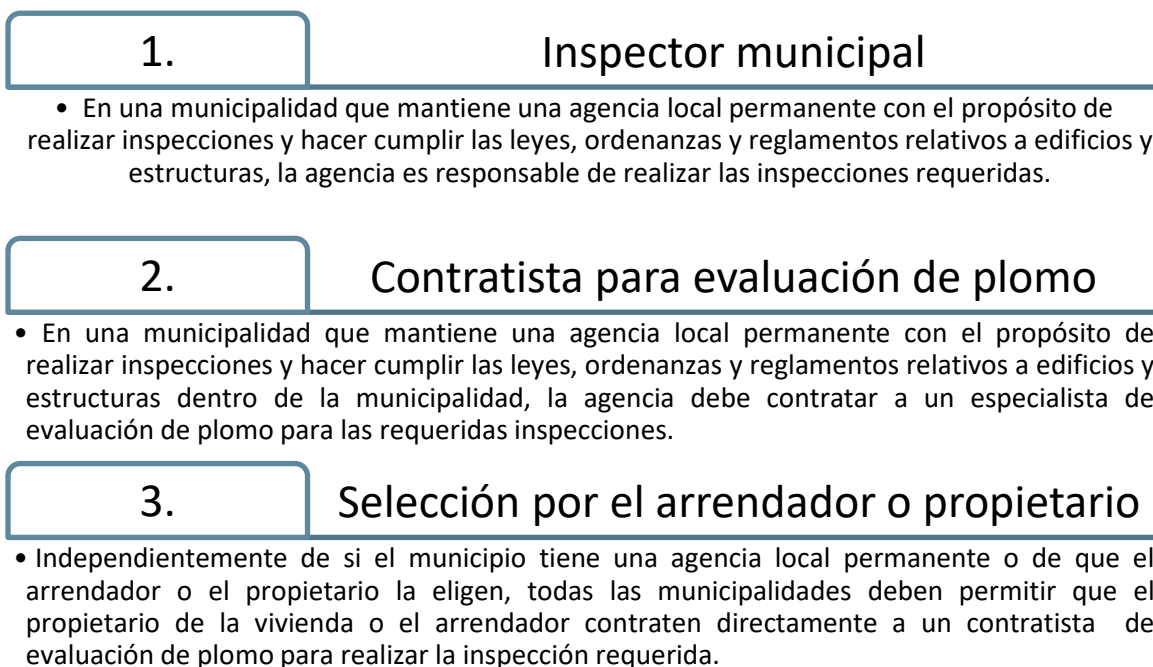 1.
Inspector municipal
• En una municipalidad que mantiene una agencia local permanente con el propósito de
realizar inspecciones y hacer cumplir las leyes, ordenanzas y reglamentos relativos a edificios y
estructuras, la agencia es responsable de realizar las inspecciones requeridas.
2.
Contratista para evaluación de plomo
• En una municipalidad que mantiene una agencia local permanente con el propósito de
realizar inspecciones y hacer cumplir las leyes, ordenanzas y reglamentos relativos a edificios y
estructuras dentro de la municipalidad, la agencia debe contratar a un especialista de
evaluación de plomo para las requeridas inspecciones.
3.
Selección por el arrendador o propietario
• Independientemente de si el municipio tiene una agencia local permanente o de que el
arrendador o el propietario la eligen, todas las municipalidades deben permitir que el
propietario de la vivienda o el arrendador contraten directamente a un contratista de
evaluación de plomo para realizar la inspección requerida.